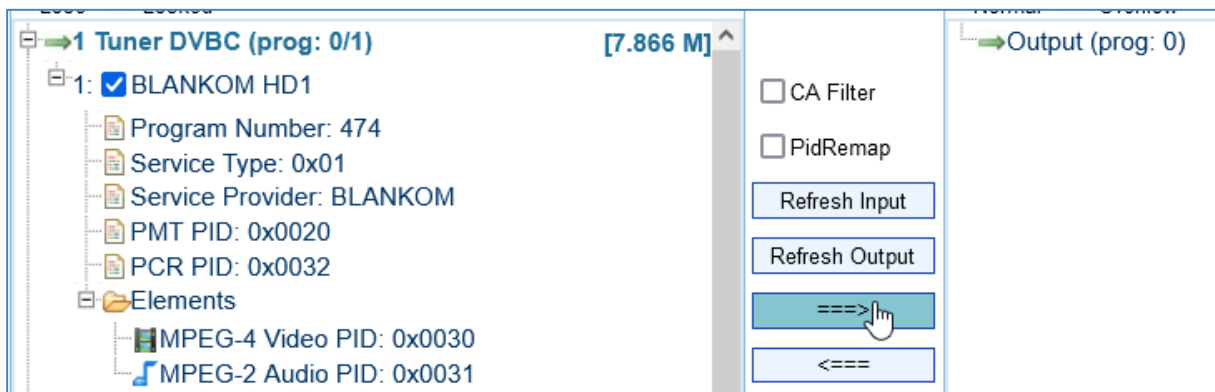 1 Tuner DVBC (prog: 0/1) [7.866 M]
1: BLANKOM HD1
Program Number: 474
Service Type: 0x01
Service Provider: BLANKOM
PMT PID: 0x0020
PCR PID: 0x0032
Elements
MPEG-4 Video PID: 0x0030
MPEG-2 Audio PID: 0x0031
CA Filter
PidRemap
Refresh Input
Refresh Output
===>
<===
Output (prog: 0)